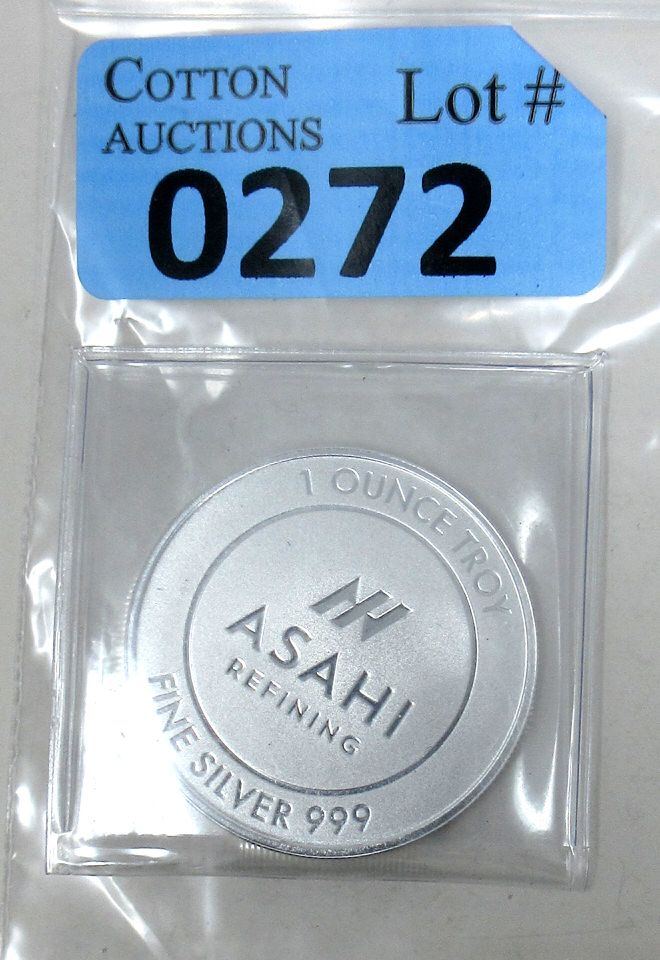 COTTON
AUCTIONS
Lot #
0272
1 OUNCE TROY
ASAHI
REFINING
FINE SILVER 999